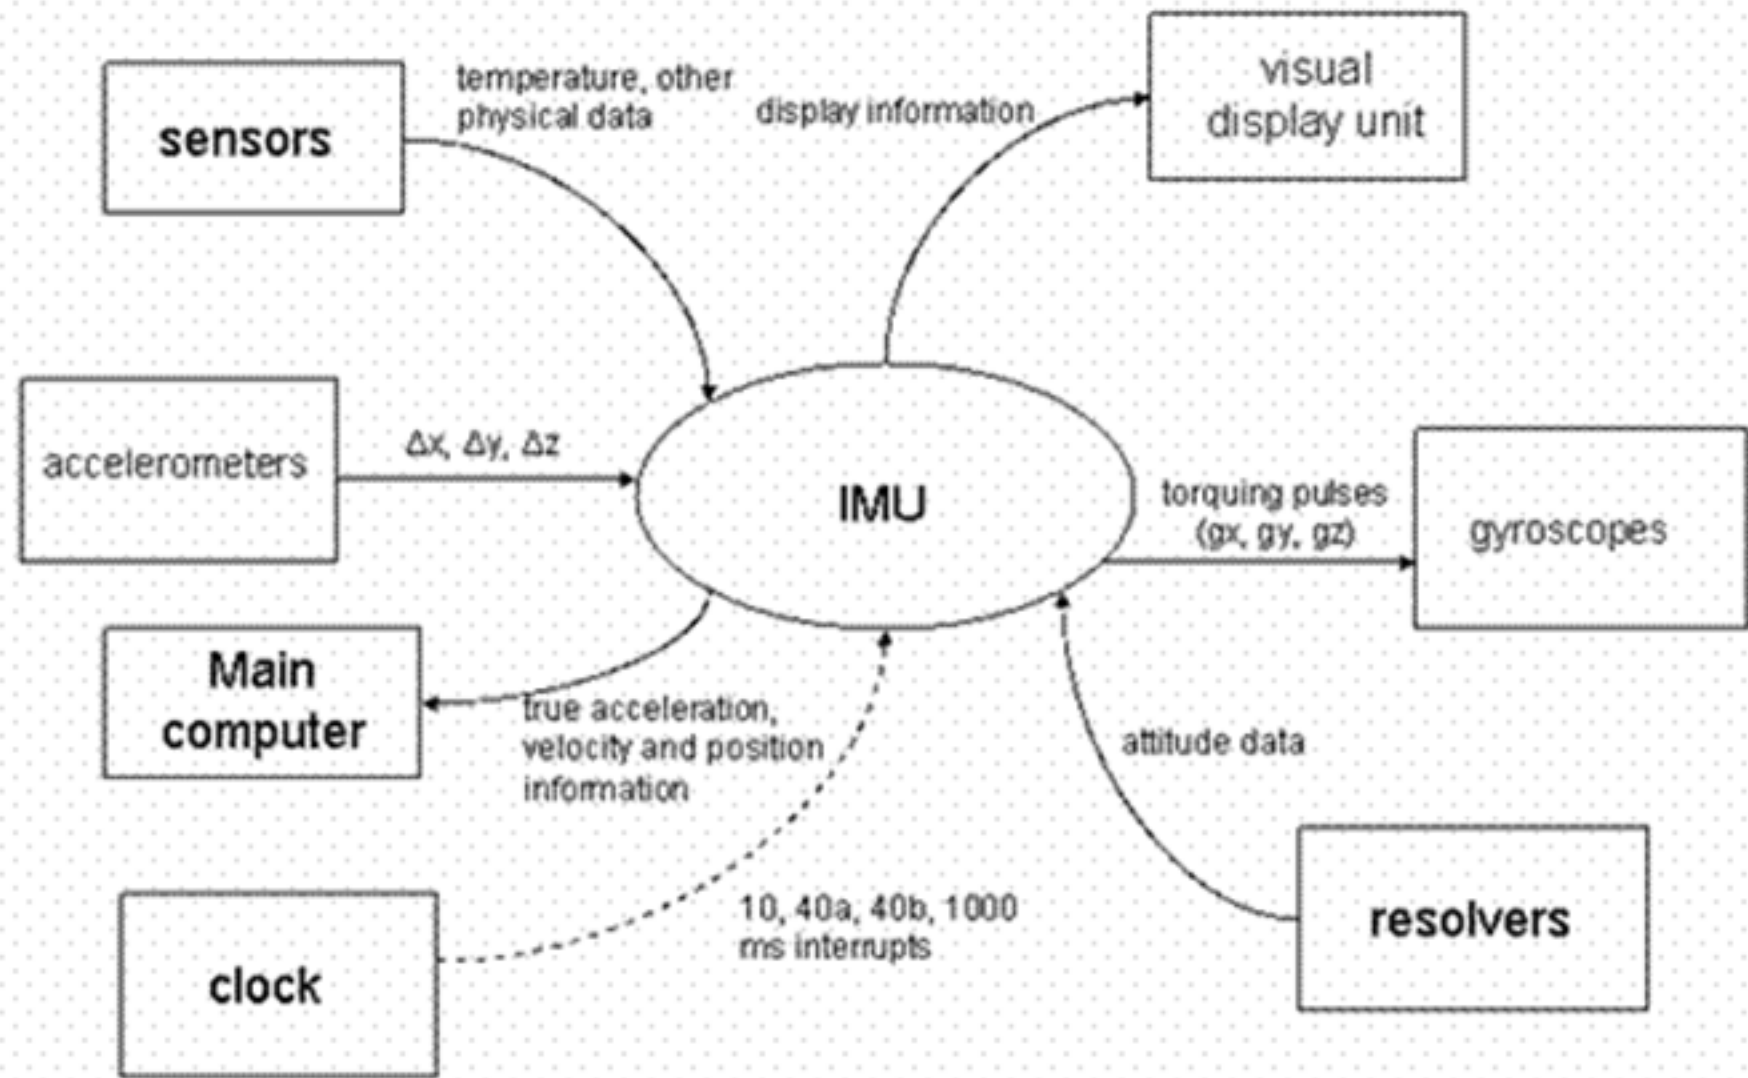 visual
display unit
temperature, other
physical data
display information
sensors
Δx, Δy, Δz
accelerometers
IMU
torquing pulses
(gx, gy, gz)
gyroscopes
Main
computer
true acceleration,
velocity and position
information
attitude data
10, 40a, 40b, 1000
ms interrupts
resolvers
clock